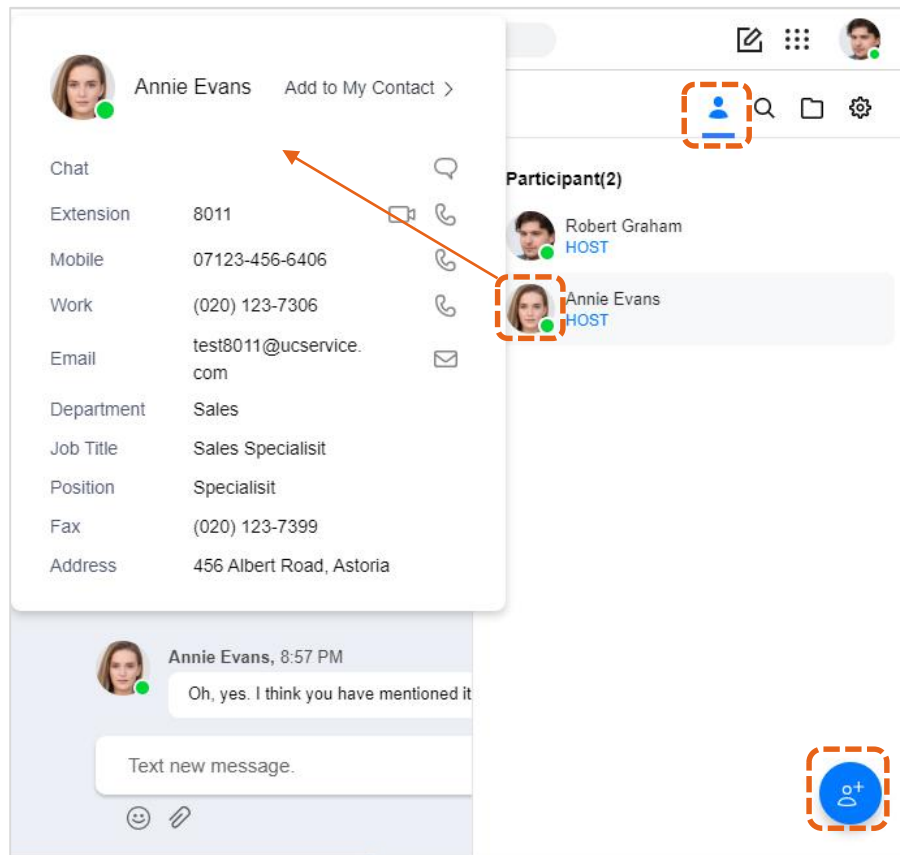 Annie Evans Add to My Contact >
Chat
Extension 8011
Mobile 07123-456-6406
Work (020) 123-7306
Email test8011@ucservice.
com
Department Sales
Job Title Sales Specialisit
Position Specialisit
Fax (020) 123-7399
Address 456 Albert Road, Astoria
Participant(2)
Robert Graham
HOST
Annie Evans
HOST
Annie Evans, 8:57 PM
Oh, yes. I think you have mentioned it
Text new message.